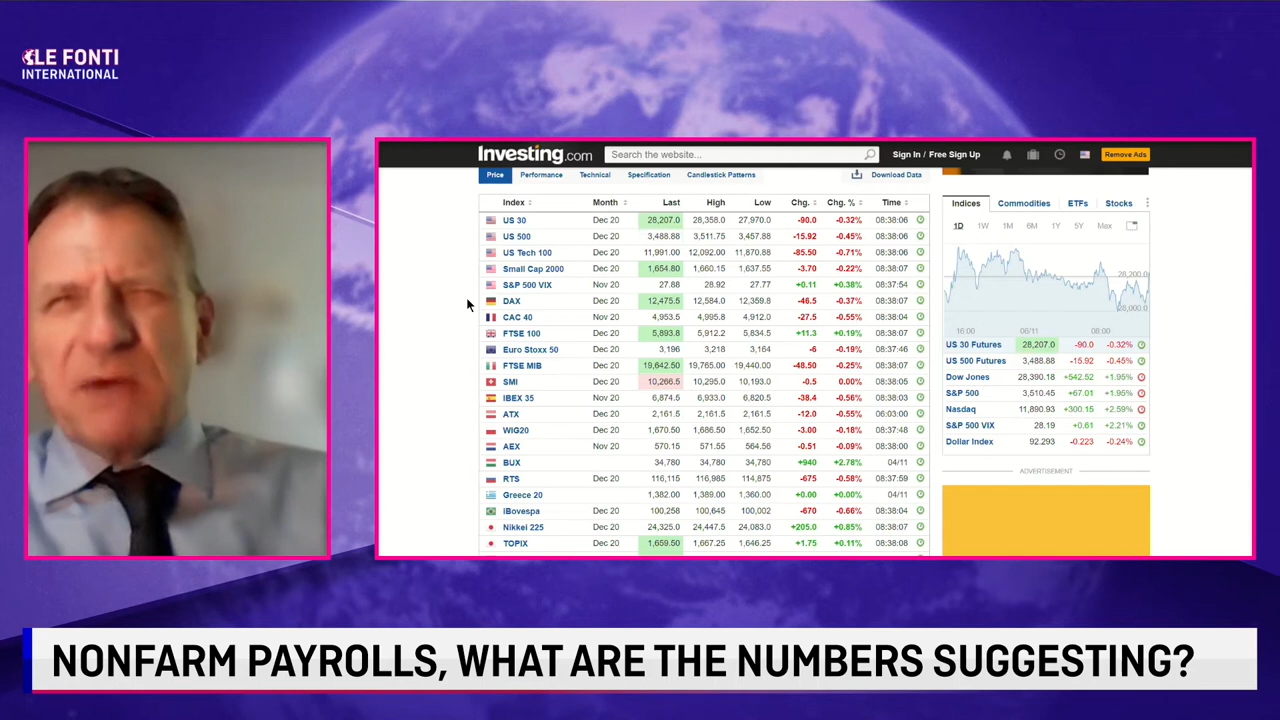 LE FONTI
INTERNATIONAL
Investing.com Search the website... Sign In / Free Sign Up Remove Ads
Price Performance Technical Specification Candlestick Patterns Download Data
Index Month Last High Low Chg. Chg. % Time
US 30 Dec 20 28,207.0 28,358.0 27,970.0 -90.0 -0.32% 08:38:06
US 500 Dec 20 3,488.88 3,511.75 3,457.88 -15.92 -0.45% 08:38:06
US Tech 100 Dec 20 11,991.00 12,092.00 11,870.88 -85.50 -0.71% 08:38:06
Small Cap 2000 Dec 20 1,654.80 1,660.15 1,637.55 -3.70 -0.22% 08:38:07
S&P 500 VIX Nov 20 27.88 28.92 27.77 +0.11 +0.38% 07:37:54
DAX Dec 20 12,475.5 12,584.0 12,359.8 -46.5 -0.37% 08:38:07
CAC 40 Nov 20 4,953.5 4,995.8 4,912.0 -27.5 -0.55% 08:38:04
FTSE 100 Dec 20 5,893.8 5,912.2 5,834.5 +11.3 +0.19% 08:38:07
Euro Stoxx 50 Dec 20 3,196 3,218 3,164 -6 -0.19% 08:37:46
FTSE MIB Dec 20 19,642.50 19,765.00 19,440.00 -48.50 -0.25% 08:38:07
SMI Dec 20 10,266.5 10,295.0 10,193.0 -0.5 0.00% 08:38:05
IBEX 35 Nov 20 6,874.5 6,933.0 6,820.5 -38.4 -0.56% 08:38:03
ATX Dec 20 2,161.5 2,161.5 2,161.5 -12.0 -0.55% 06:03:00
WIG20 Dec 20 1,670.50 1,686.50 1,652.50 -3.00 -0.18% 08:37:48
AEX Nov 20 570.15 571.55 564.56 -0.51 -0.09% 08:38:00
BUX 34,780 34,780 34,780 +940 +2.78% 04/11
RTS Dec 20 116,115 116,985 114,875 -675 -0.58% 08:37:59
Greece 20 1,382.00 1,389.00 1,360.00 +0.00 +0.00% 04/11
iBovespa Dec 20 100,258 100,645 100,002 -670 -0.66% 08:38:04
Nikkei 225 Dec 20 24,325.0 24,447.5 24,083.0 +205.0 +0.85% 08:38:07
TOPIX Dec 20 1,659.50 1,667.25 1,646.25 +1.75 +0.11% 08:38:08
Indices Commodities ETFs Stocks
1D 1W 1M 6M 1Y 5Y Max
28,200.0
28,000.0
16:00 06/11 08:00
US 30 Futures 28,207.0 -90.0 -0.32%
US 500 Futures 3,488.88 -15.92 -0.45%
Dow Jones 28,390.18 +542.52 +1.95%
S&P 500 3,510.45 +67.01 +1.95%
Nasdaq 11,890.93 +300.15 +2.59%
S&P 500 VIX 28.19 +0.61 +2.21%
Dollar Index 92.293 -0.223 -0.24%
ADVERTISEMENT
NONFARM PAYROLLS, WHAT ARE THE NUMBERS SUGGESTING?